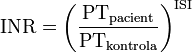 INR = (PT_pacient / PT_kontrola)^ISI